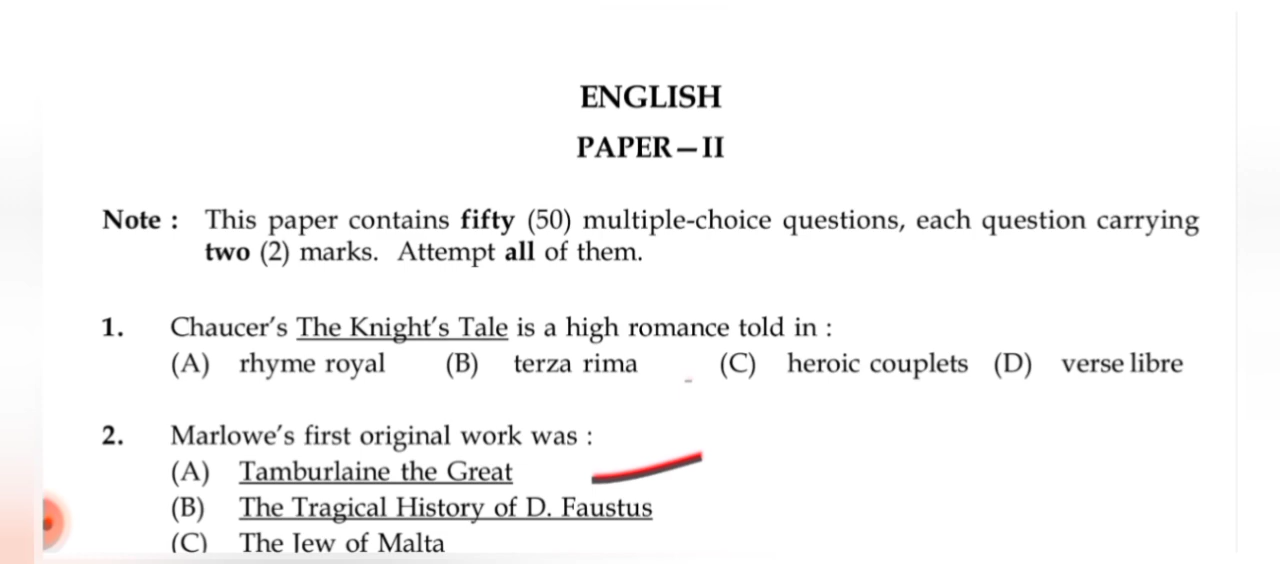 ENGLISH
PAPER – II
Note : This paper contains fifty (50) multiple-choice questions, each question carrying
two (2) marks. Attempt all of them.
1. Chaucer's The Knight's Tale is a high romance told in :
(A) rhyme royal (B) terza rima (C) heroic couplets (D) verse libre
2. Marlowe's first original work was :
(A) Tamburlaine the Great
(B) The Tragical History of D. Faustus
(C) The Jew of Malta